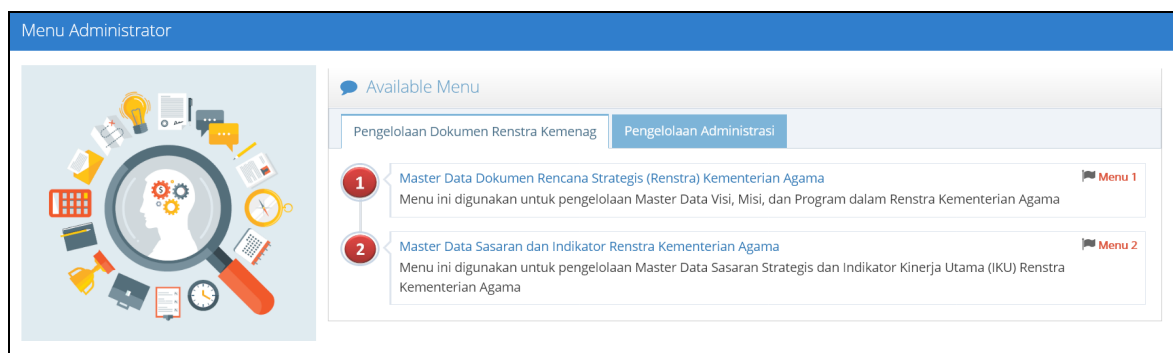 Menu Administrator
Available Menu
Pengelolaan Dokumen Renstra Kemenag
Pengelolaan Administrasi
1
Master Data Dokumen Rencana Strategis (Renstra) Kementerian Agama
Menu 1
Menu ini digunakan untuk pengelolaan Master Data Visi, Misi, dan Program dalam Renstra Kementerian Agama
2
Master Data Sasaran dan Indikator Renstra Kementerian Agama
Menu 2
Menu ini digunakan untuk pengelolaan Master Data Sasaran Strategis dan Indikator Kinerja Utama (IKU) Renstra
Kementerian Agama